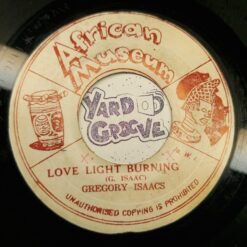 African
Museum
YARD GROOVE
LOVE LIGHT BURNING
(G. ISAAC)
GREGORY ISAACS
UNAUTHORISED COPYING IS PROHIBITED